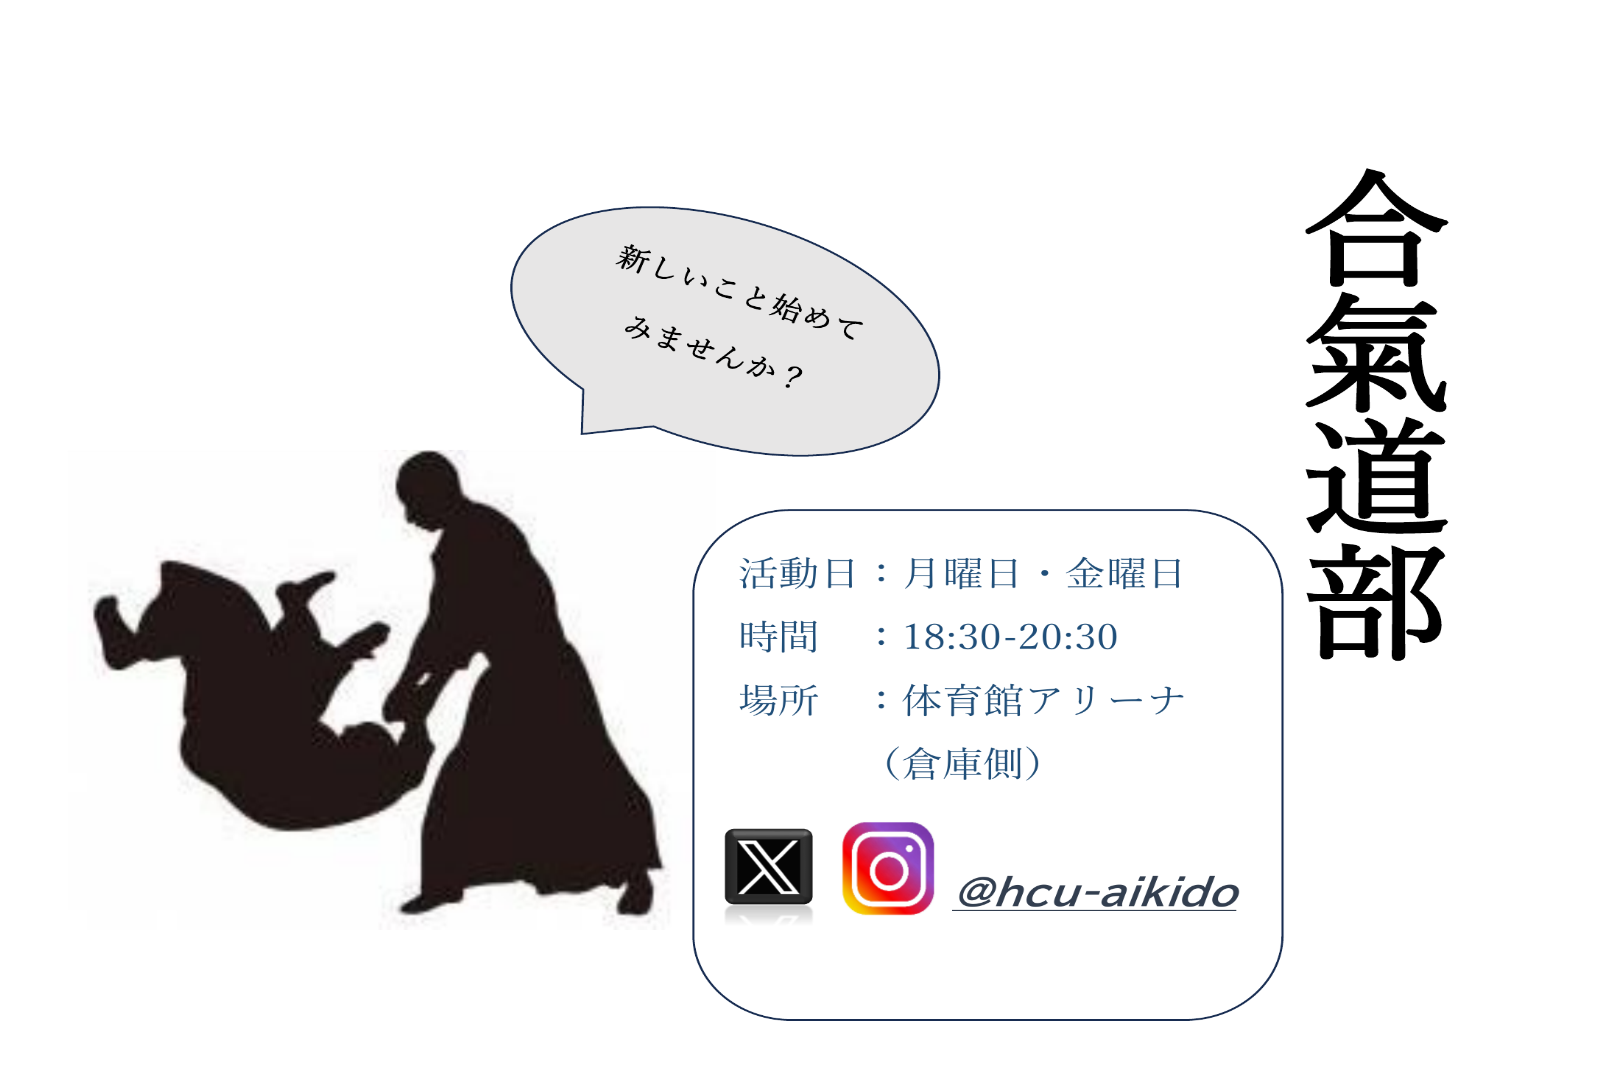 合氣道部
新しいこと始めて
みませんか？
活動日：月曜日・金曜日
時間　：18:30-20:30
場所　：体育館アリーナ
（倉庫側）
@hcu-aikido